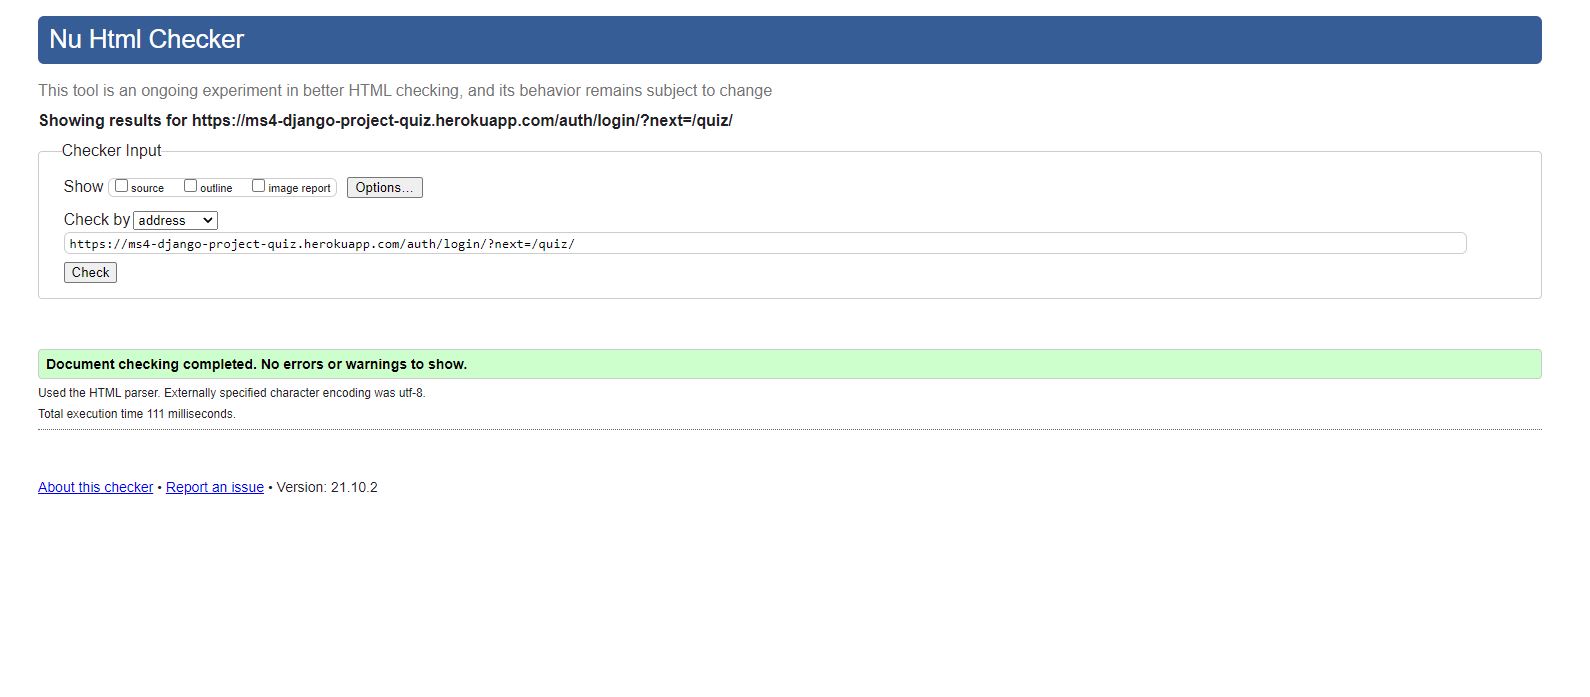 Nu Html Checker
This tool is an ongoing experiment in better HTML checking, and its behavior remains subject to change
Showing results for https://ms4-django-project-quiz.herokuapp.com/auth/login/?next=/quiz/
Checker Input
Show source outline image report Options...
Check by address
https://ms4-django-project-quiz.herokuapp.com/auth/login/?next=/quiz/
Check
Document checking completed. No errors or warnings to show.
Used the HTML parser. Externally specified character encoding was utf-8.
Total execution time 111 milliseconds.
About this checker • Report an issue • Version: 21.10.2